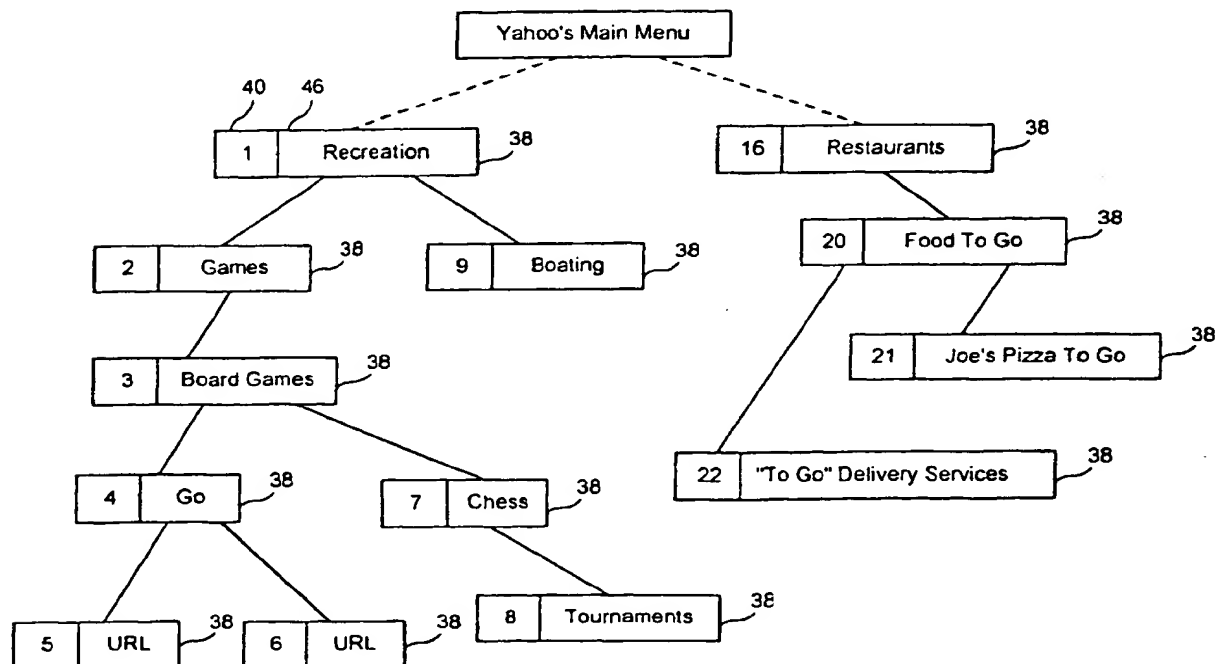 Yahoo's Main Menu
40 46
1 Recreation 38
16 Restaurants 38
2 Games 38
9 Boating 38
20 Food To Go 38
3 Board Games 38
21 Joe's Pizza To Go 38
4 Go 38
7 Chess 38
22 "To Go" Delivery Services 38
5 URL 38
6 URL 38
8 Tournaments 38